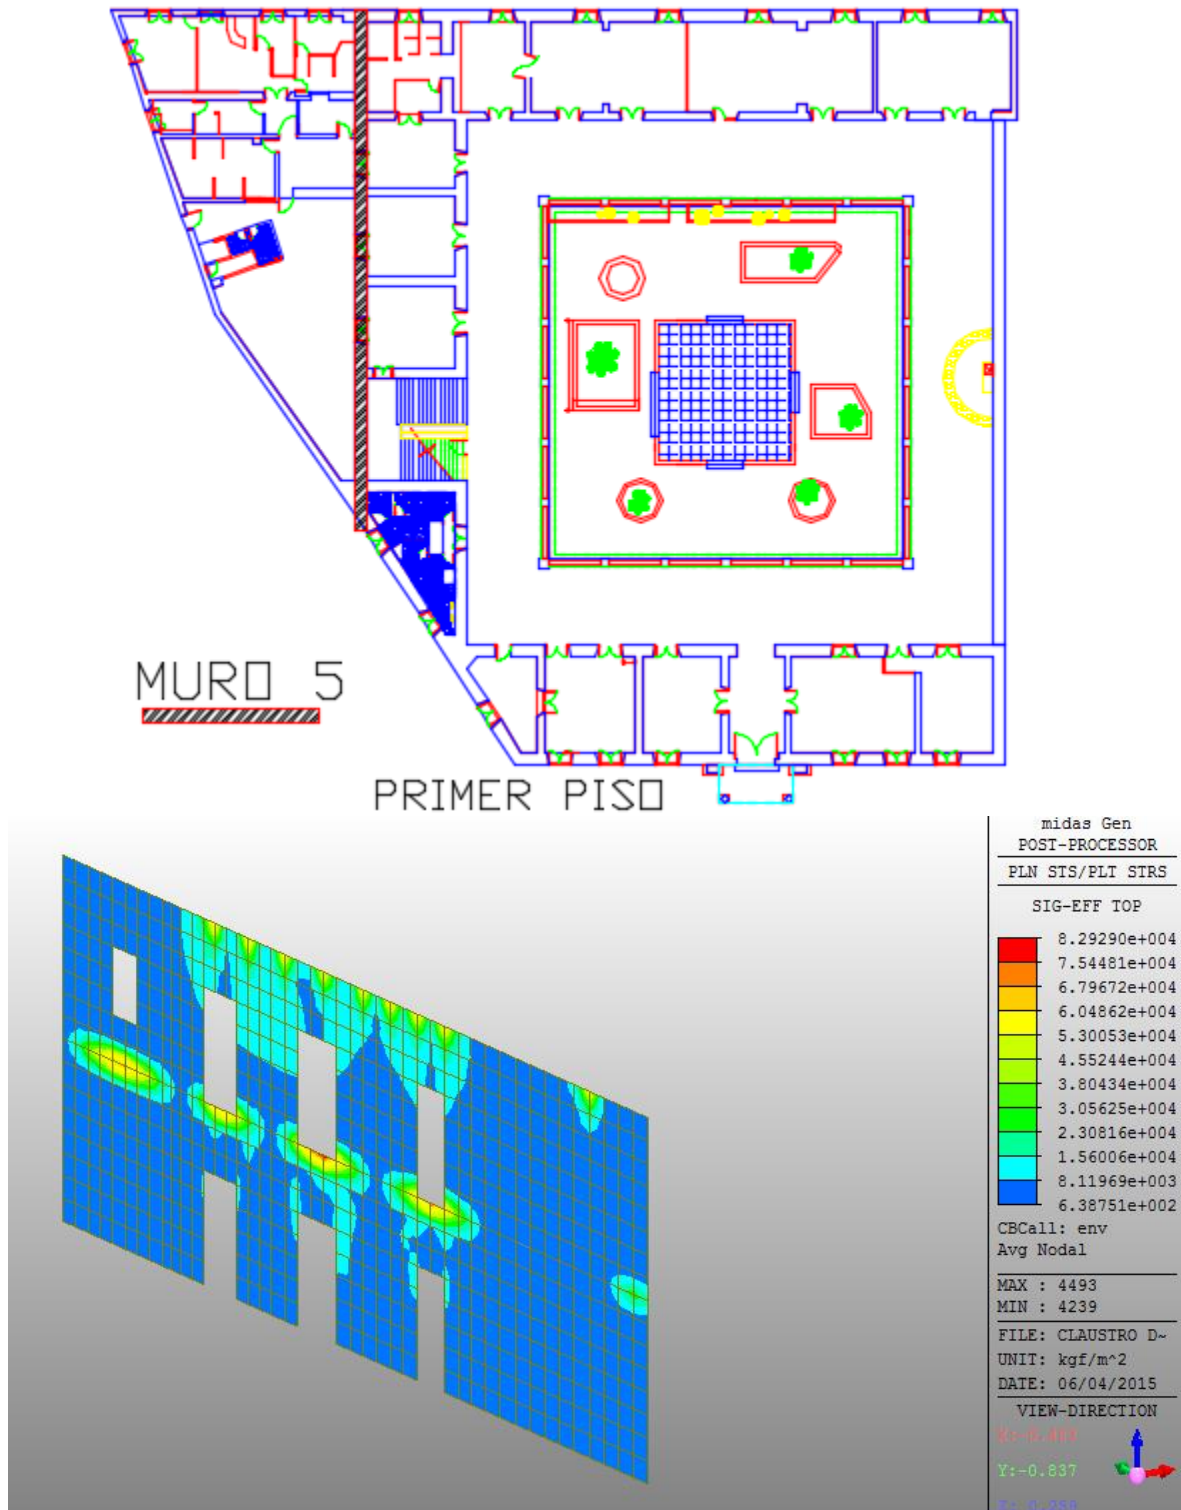 MURO 5
PRIMER PISO
midas Gen
POST-PROCESSOR
PLN STS/PLT STRS
SIG-EFF TOP
8.29290e+004
7.54481e+004
6.79672e+004
6.04862e+004
5.30053e+004
4.55244e+004
3.80434e+004
3.05625e+004
2.30816e+004
1.56006e+004
8.11969e+003
6.38751e+002
CBCall: env
Avg Nodal
MAX : 4493
MIN : 4239
FILE: CLAUSTRO D~
UNIT: kgf/m^2
DATE: 06/04/2015
VIEW-DIRECTION
Y:-0.837